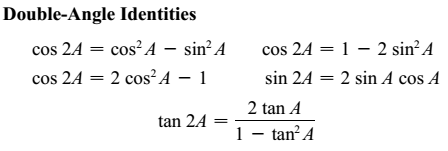 Double-Angle Identities
cos 2A = cos² A − sin² A cos 2A = 1 − 2 sin² A
cos 2A = 2 cos² A − 1 sin 2A = 2 sin A cos A
tan 2A = 2 tan A / 1 − tan² A